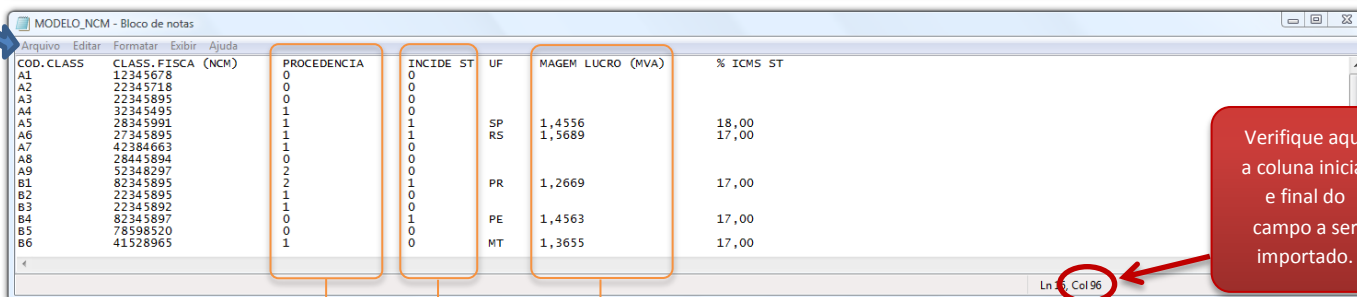 MODELO_NCM - Bloco de notas
Arquivo Editar Formatar Exibir Ajuda
COD.CLASS CLASS.FISCA (NCM) PROCEDENCIA INCIDE ST UF MAGEM LUCRO (MVA) % ICMS ST
A1 12345678 0 0
A2 22345718 0 0
A3 22345895 0 0
A4 32345495 1 0
A5 28345991 1 1 SP 1,4556 18,00
A6 27345895 1 1 RS 1,5689 17,00
A7 42384663 1 0
A8 28445894 0 0
A9 52348297 2 0
B1 82345895 2 1 PR 1,2669 17,00
B2 22345895 1 0
B3 22345892 1 0
B4 82345897 0 1 PE 1,4563 17,00
B5 78598520 0 0
B6 41528965 1 0 MT 1,3655 17,00
Verifique aqu
a coluna inicia
e final do
campo a ser
importado.
Ln 16, Col 96